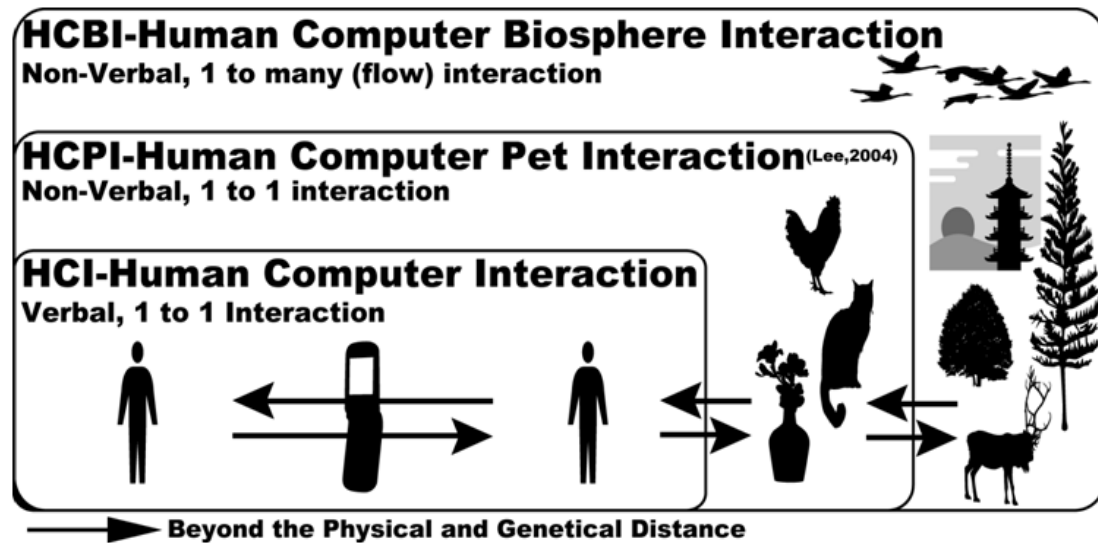 HCBI-Human Computer Biosphere Interaction
Non-Verbal, 1 to many (flow) interaction
HCPI-Human Computer Pet Interaction(Lee,2004)
Non-Verbal, 1 to 1 interaction
HCI-Human Computer Interaction
Verbal, 1 to 1 Interaction
Beyond the Physical and Genetical Distance